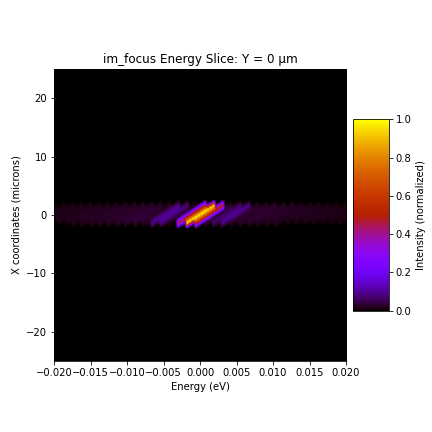 im_focus Energy Slice: Y = 0 μm
X coordinates (microns)
20
10
0
−10
−20
−0.020 −0.015 −0.010 −0.005 0.000 0.005 0.010 0.015 0.020
Energy (eV)
1.0
0.8
0.6
0.4
0.2
0.0
Intensity (normalized)